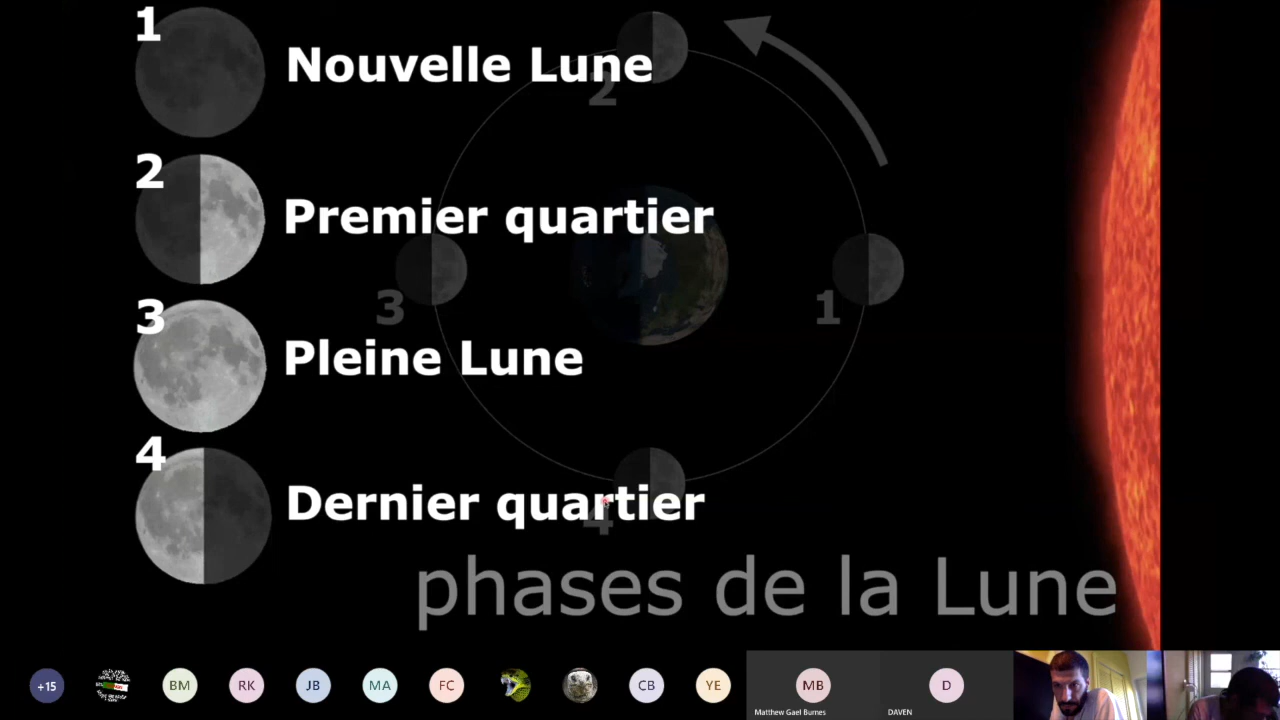 1
Nouvelle Lune
2
2
Premier quartier
3
1
3
Pleine Lune
4
Dernier quartier
4
phases de la Lune
+15
BM
RK
JB
MA
FC
CB
YE
MB
D
Matthew Gael Burnes
DAVEN